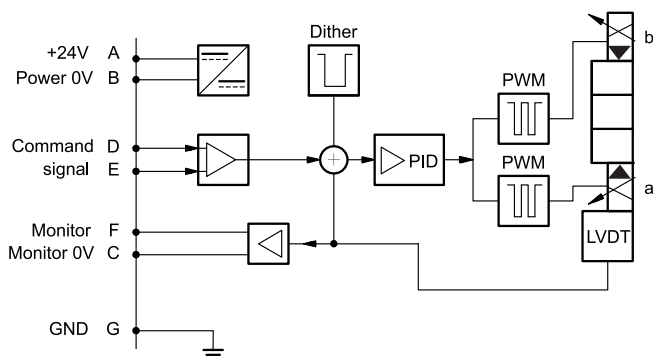 Dither
+24V A
Power 0V B
b
PWM
Command D
signal E
+
PID
PWM
a
Monitor F
Monitor 0V C
LVDT
GND G